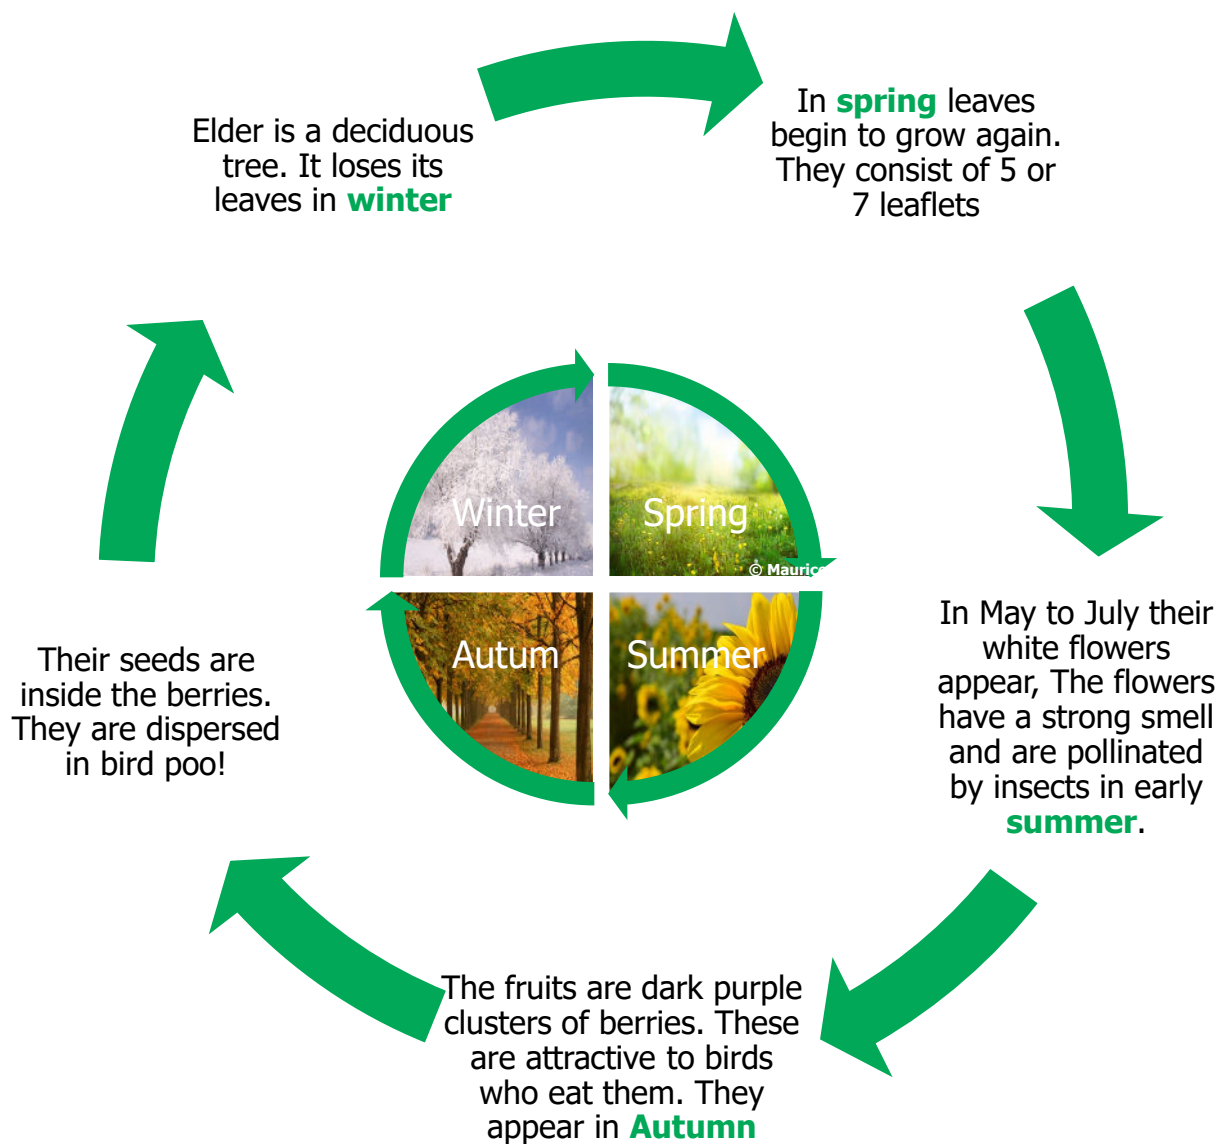 Elder is a deciduous
tree. It loses its
leaves in winter
In spring leaves
begin to grow again.
They consist of 5 or
7 leaflets
In May to July their
white flowers
appear, The flowers
have a strong smell
and are pollinated
by insects in early
summer.
The fruits are dark purple
clusters of berries. These
are attractive to birds
who eat them. They
appear in Autumn
Their seeds are
inside the berries.
They are dispersed
in bird poo!
Winter
Spring
© Maurice
Summer
Autum